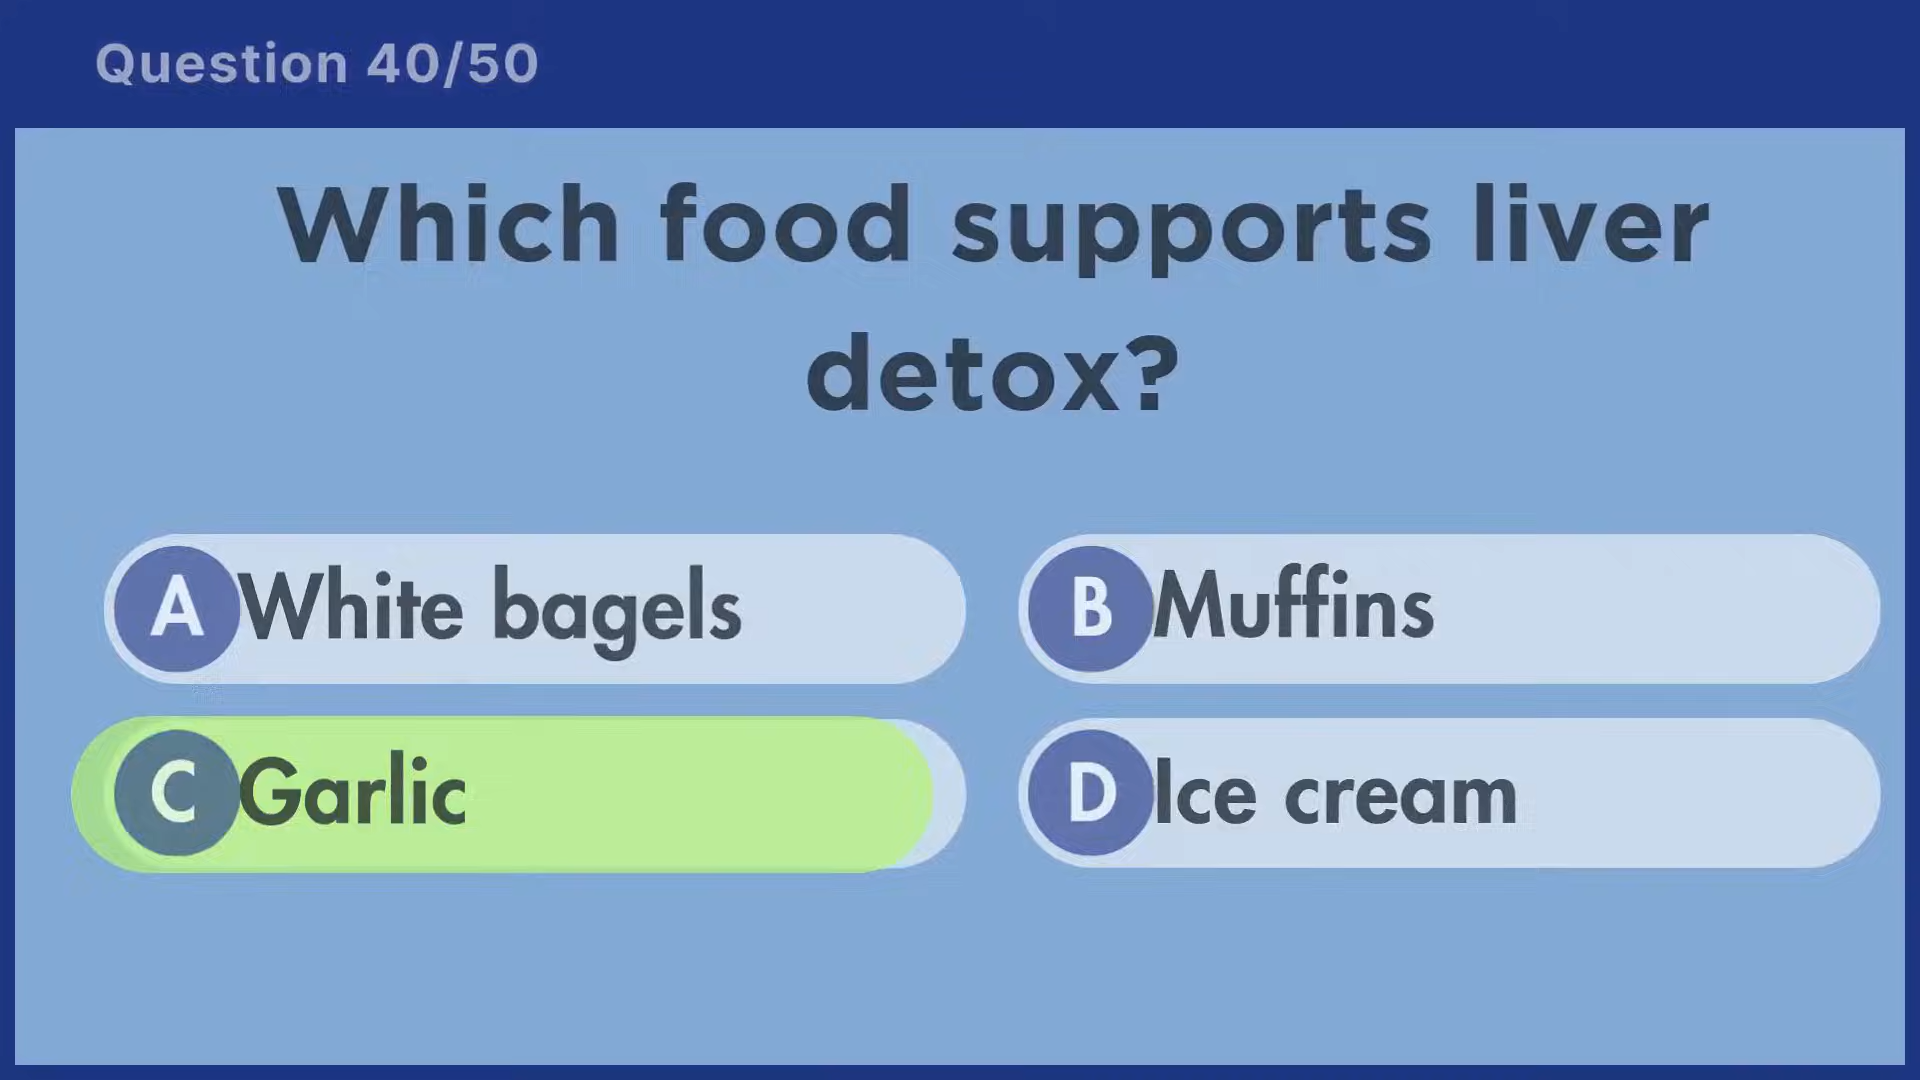 Question 40/50
Which food supports liver
detox?
A White bagels
B Muffins
C Garlic
D Ice cream